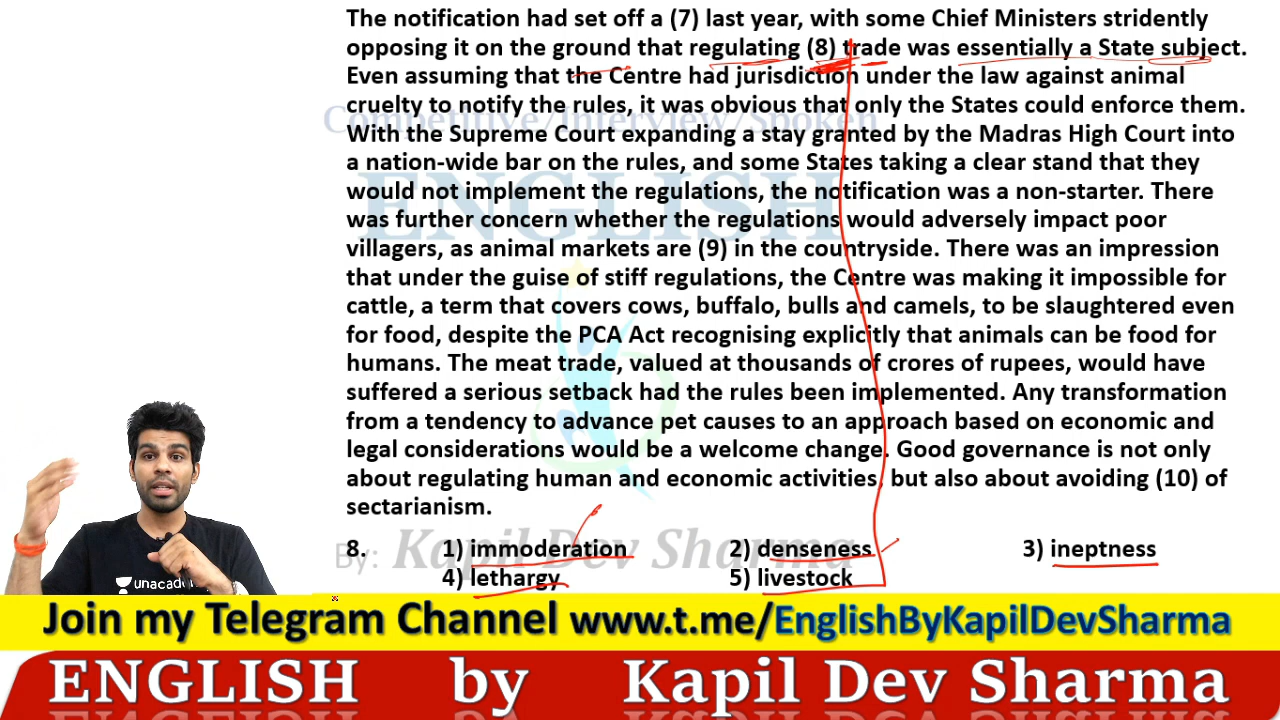 The notification had set off a (7) last year, with some Chief Ministers stridently
opposing it on the ground that regulating (8) trade was essentially a State subject.
Even assuming that the Centre had jurisdiction under the law against animal
cruelty to notify the rules, it was obvious that only the States could enforce them.
Competitive/Interview/Spoken
With the Supreme Court expanding a stay granted by the Madras High Court into
a nation-wide bar on the rules, and some States taking a clear stand that they
would not implement the regulations, the notification was a non-starter. There
ENGLISH
was further concern whether the regulations would adversely impact poor
villagers, as animal markets are (9) in the countryside. There was an impression
that under the guise of stiff regulations, the Centre was making it impossible for
cattle, a term that covers cows, buffalo, bulls and camels, to be slaughtered even
for food, despite the PCA Act recognising explicitly that animals can be food for
humans. The meat trade, valued at thousands of crores of rupees, would have
suffered a serious setback had the rules been implemented. Any transformation
from a tendency to advance pet causes to an approach based on economic and
legal considerations would be a welcome change. Good governance is not only
about regulating human and economic activities, but also about avoiding (10) of
sectarianism.
8. 1) immoderation 2) denseness 3) ineptness
By: Kapil Dev Sharma
4) lethargy 5) livestock
unacad
Join my Telegram Channel www.t.me/EnglishByKapilDevSharma
ENGLISH by Kapil Dev Sharma